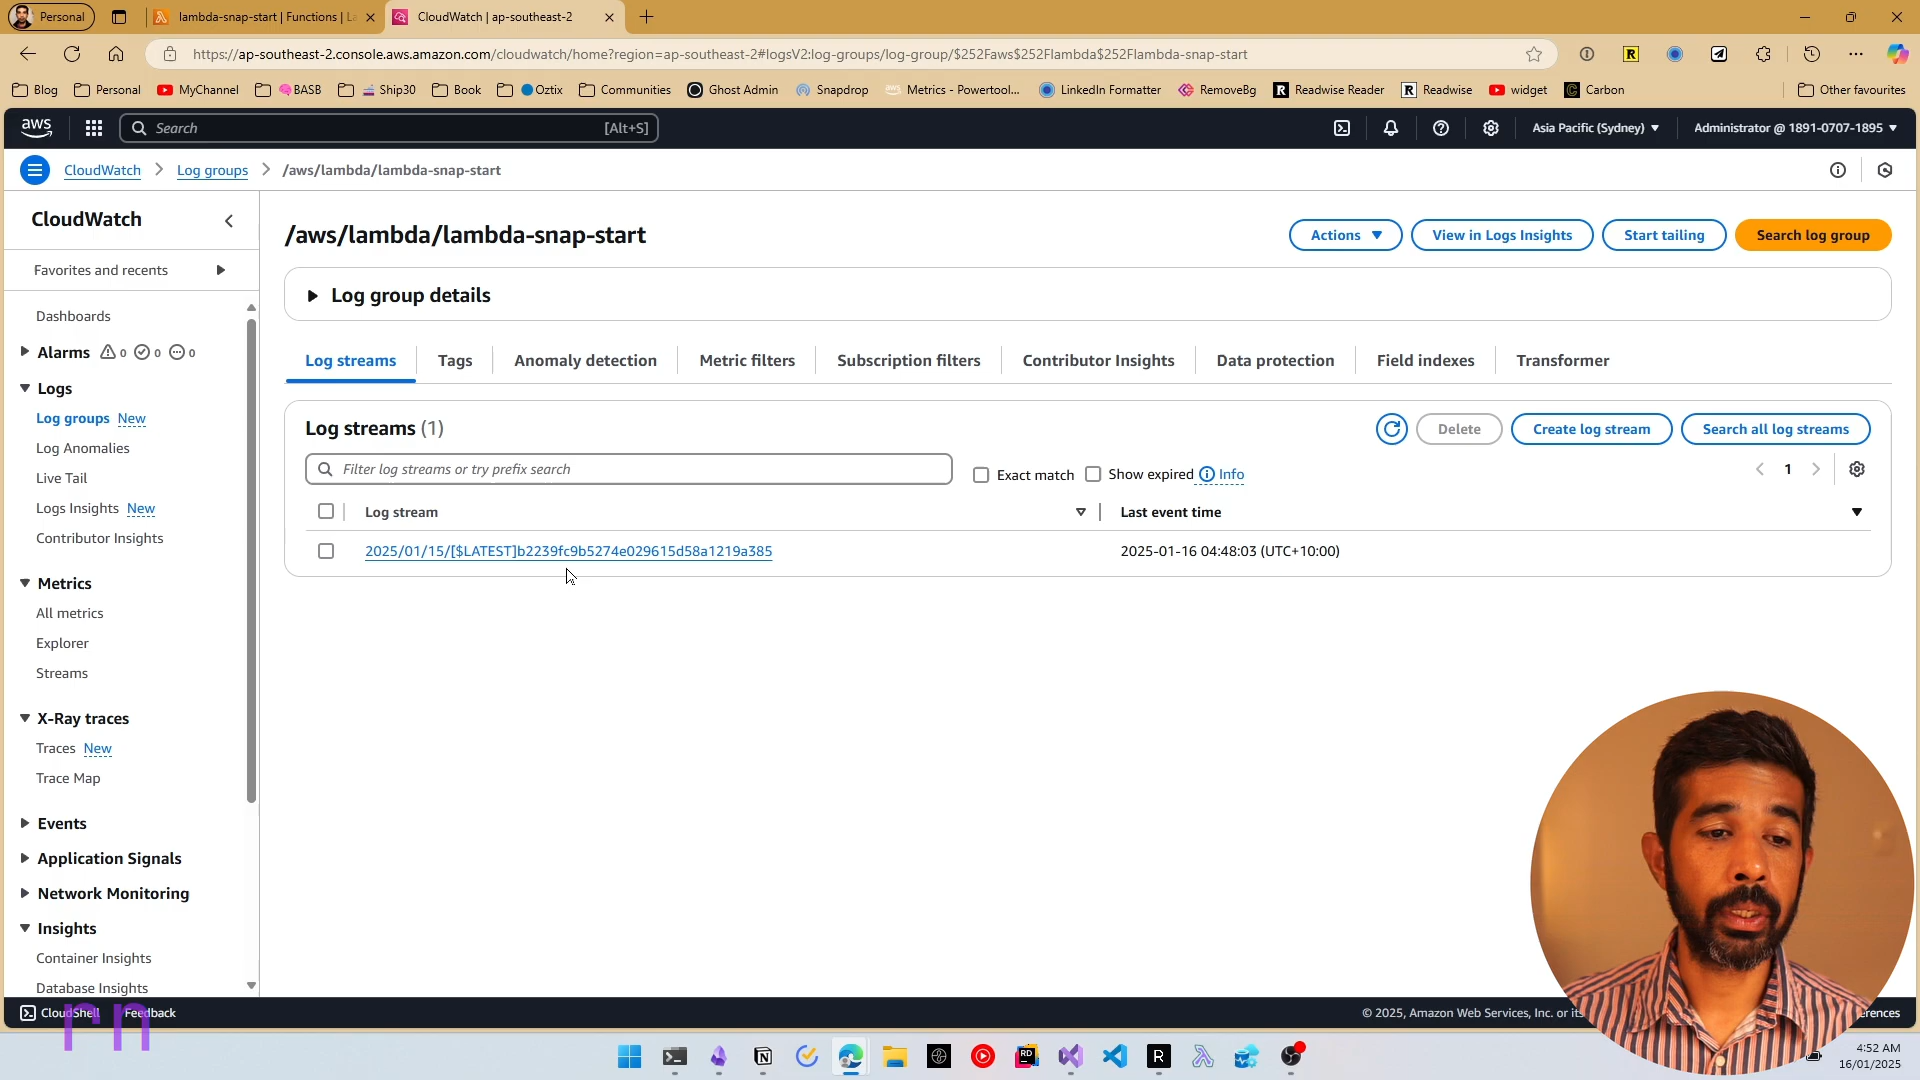 Personal
lambda-snap-start | Functions | La
CloudWatch | ap-southeast-2
https://ap-southeast-2.console.aws.amazon.com/cloudwatch/home?region=ap-southeast-2#logsV2:log-groups/log-group/$252Faws$252Flambda$252Flambda-snap-start
Blog Personal MyChannel BASB Ship30 Book Oztix Communities Ghost Admin Snapdrop Metrics - Powertool... LinkedIn Formatter RemoveBg Readwise Reader Readwise widget Carbon Other favourites
aws Search [Alt+S] Asia Pacific (Sydney) Administrator @ 1891-0707-1895
CloudWatch Log groups /aws/lambda/lambda-snap-start
CloudWatch
Favorites and recents
Dashboards
Alarms 0 0 0
Logs
Log groups New
Log Anomalies
Live Tail
Logs Insights New
Contributor Insights
Metrics
All metrics
Explorer
Streams
X-Ray traces
Traces New
Trace Map
Events
Application Signals
Network Monitoring
Insights
Container Insights
Database Insights
/aws/lambda/lambda-snap-start
Actions View in Logs Insights Start tailing Search log group
Log group details
Log streams Tags Anomaly detection Metric filters Subscription filters Contributor Insights Data protection Field indexes Transformer
Log streams (1)
Delete Create log stream Search all log streams
Filter log streams or try prefix search
Exact match Show expired Info
1
Log stream Last event time
2025/01/15/[$LATEST]b2239fc9b5274e029615d58a1219a385 2025-01-16 04:48:03 (UTC+10:00)
CloudShell Feedback
© 2025, Amazon Web Services, Inc. or its
rn
4:52 AM
16/01/2025